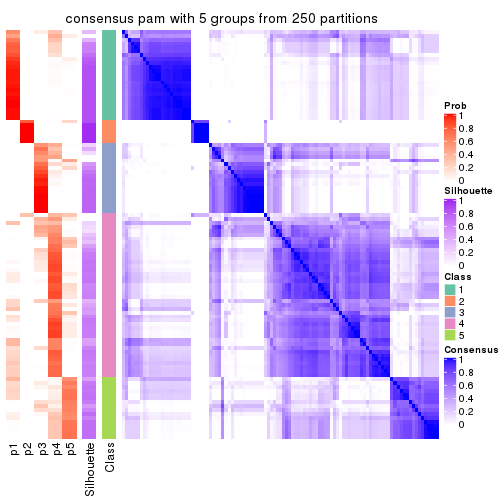 consensus pam with 5 groups from 250 partitions
Prob
1
0.8
0.6
0.4
0.2
0
Silhouette
1
0.8
0.6
0.4
0.2
0
Class
1
2
3
4
5
Consensus
1
0.8
0.6
0.4
0.2
0
p1
p2
p3
p4
p5
Silhouette
Class